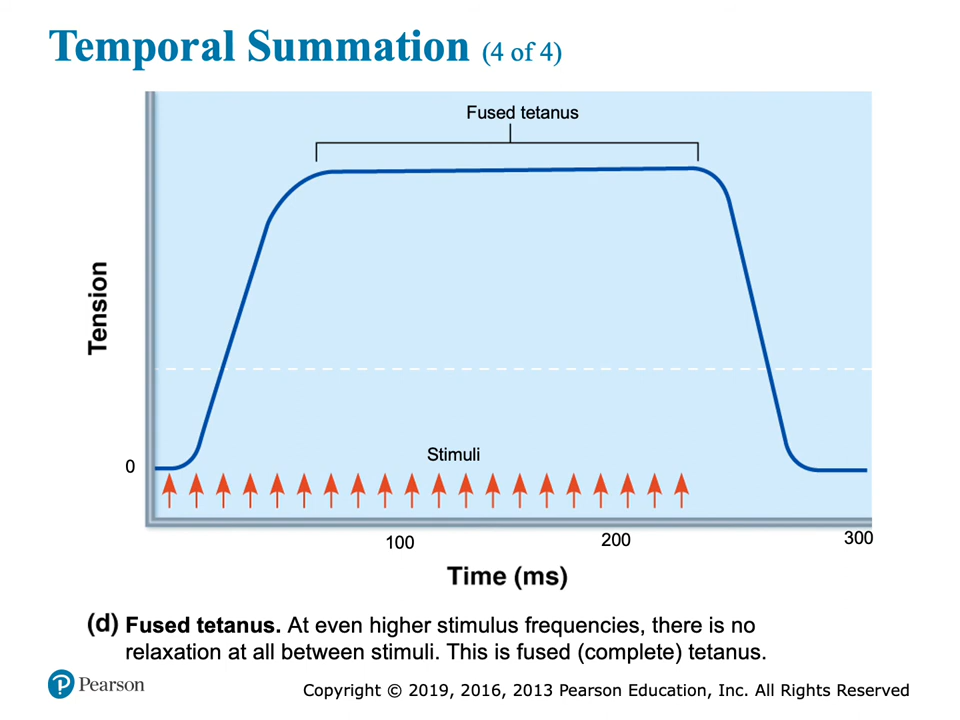 Temporal Summation (4 of 4)
Fused tetanus
Tension
0
Stimuli
100
200
300
Time (ms)
(d) Fused tetanus. At even higher stimulus frequencies, there is no
relaxation at all between stimuli. This is fused (complete) tetanus.
P Pearson
Copyright © 2019, 2016, 2013 Pearson Education, Inc. All Rights Reserved